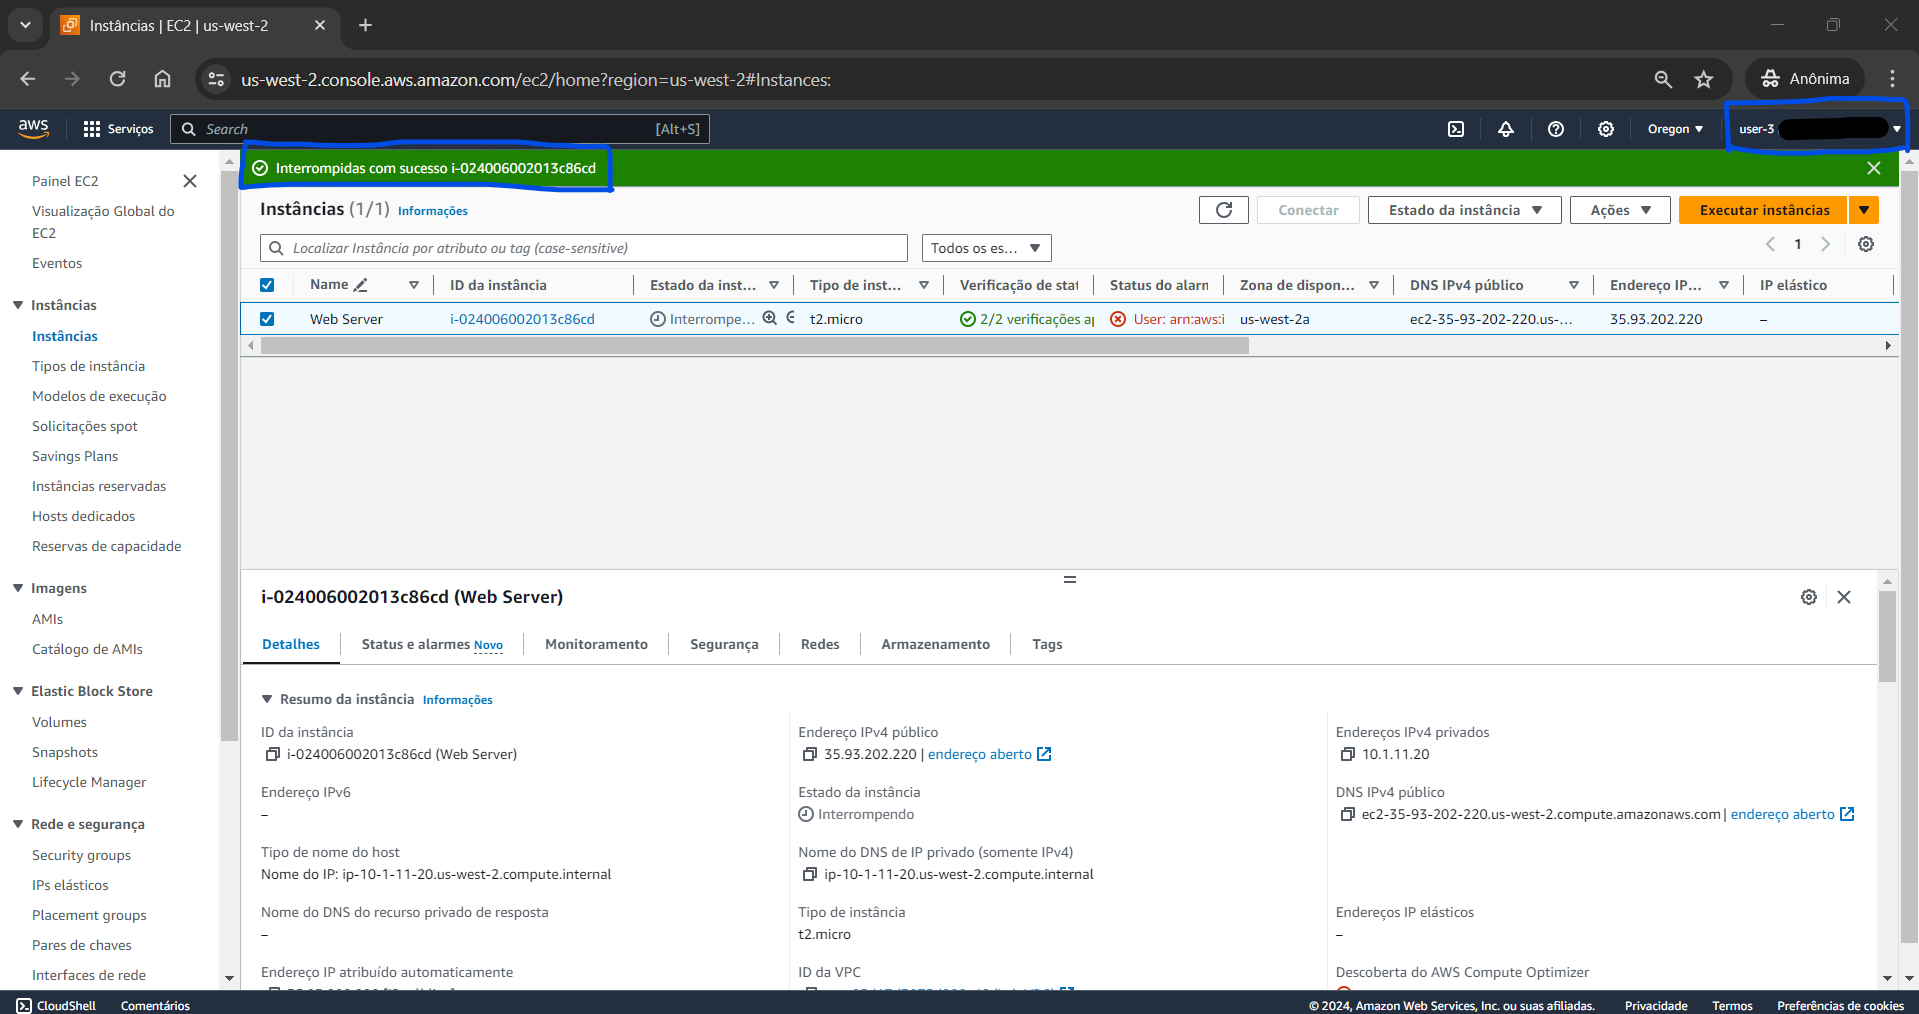 Instâncias | EC2 | us-west-2
us-west-2.console.aws.amazon.com/ec2/home?region=us-west-2#Instances:
Anônima
aws
Serviços
Search
[Alt+S]
Oregon
user-3
Interrompidas com sucesso i-024006002013c86cd
Painel EC2
Visualização Global do
EC2
Eventos
Instâncias
Instâncias
Tipos de instância
Modelos de execução
Solicitações spot
Savings Plans
Instâncias reservadas
Hosts dedicados
Reservas de capacidade
Imagens
AMIs
Catálogo de AMIs
Elastic Block Store
Volumes
Snapshots
Lifecycle Manager
Rede e segurança
Security groups
IPs elásticos
Placement groups
Pares de chaves
Interfaces de rede
Instâncias (1/1) Informações
Conectar
Estado da instância
Ações
Executar instâncias
Localizar Instância por atributo ou tag (case-sensitive)
Todos os es...
1
Name
ID da instância
Estado da inst...
Tipo de inst...
Verificação de stat
Status do alarn
Zona de dispon...
DNS IPv4 público
Endereço IP...
IP elástico
Web Server
i-024006002013c86cd
Interrompe...
t2.micro
2/2 verificações ap
User: arn:aws:i
us-west-2a
ec2-35-93-202-220.us-...
35.93.202.220
–
i-024006002013c86cd (Web Server)
Detalhes
Status e alarmes Novo
Monitoramento
Segurança
Redes
Armazenamento
Tags
Resumo da instância Informações
ID da instância
i-024006002013c86cd (Web Server)
Endereço IPv4 público
35.93.202.220 | endereço aberto
Endereços IPv4 privados
10.1.11.20
Endereço IPv6
–
Estado da instância
Interrompendo
DNS IPv4 público
ec2-35-93-202-220.us-west-2.compute.amazonaws.com | endereço aberto
Tipo de nome do host
Nome do IP: ip-10-1-11-20.us-west-2.compute.internal
Nome do DNS de IP privado (somente IPv4)
ip-10-1-11-20.us-west-2.compute.internal
Nome do DNS do recurso privado de resposta
–
Tipo de instância
t2.micro
Endereços IP elásticos
–
Endereço IP atribuído automaticamente
ID da VPC
Descoberta do AWS Compute Optimizer
CloudShell
Comentários
© 2024, Amazon Web Services, Inc. ou suas afiliadas.
Privacidade
Termos
Preferências de cookies